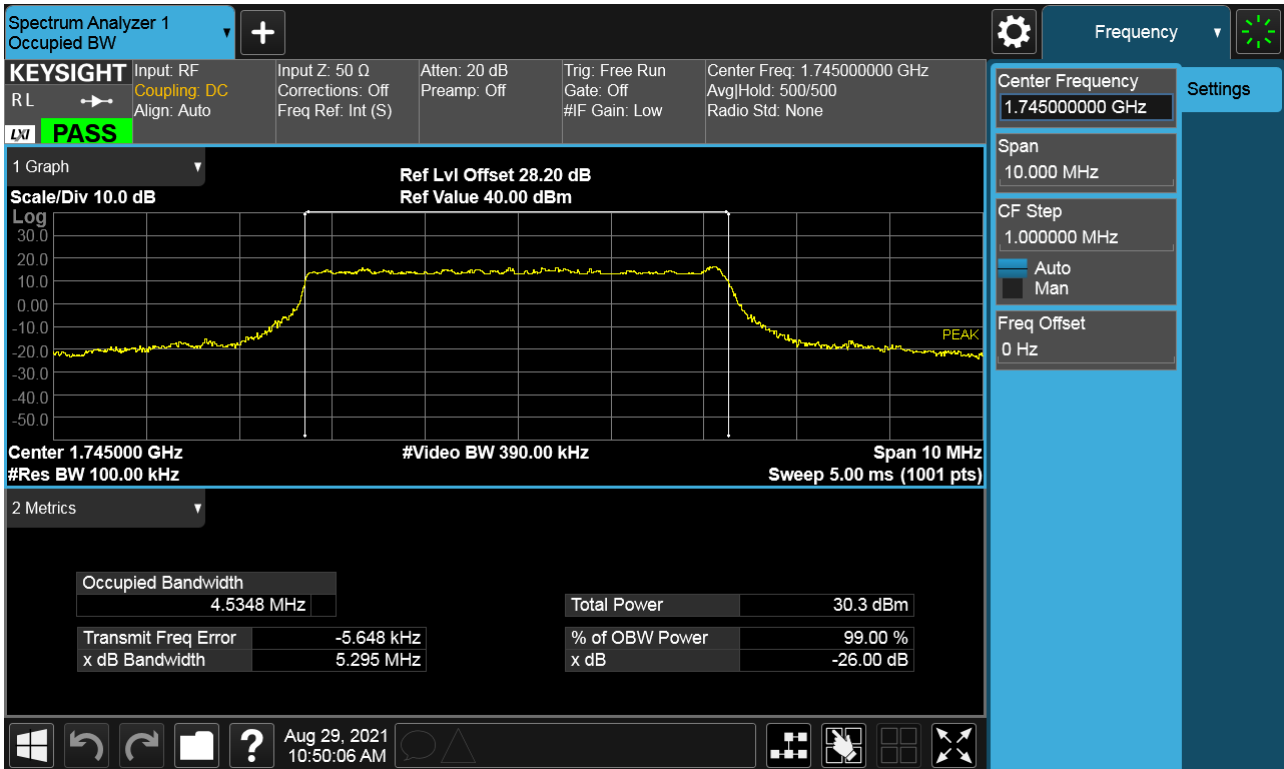 Spectrum Analyzer 1
Occupied BW
Frequency
KEYSIGHT
R L
LXI
PASS
Input: RF
Coupling: DC
Align: Auto
Input Z: 50 Ω
Corrections: Off
Freq Ref: Int (S)
Atten: 20 dB
Preamp: Off
Trig: Free Run
Gate: Off
#IF Gain: Low
Center Freq: 1.745000000 GHz
Avg|Hold: 500/500
Radio Std: None
Center Frequency
1.745000000 GHz
Settings
Span
10.000 MHz
CF Step
1.000000 MHz
Auto
Man
Freq Offset
0 Hz
1 Graph
Scale/Div 10.0 dB
Ref Lvl Offset 28.20 dB
Ref Value 40.00 dBm
Log
30.0
20.0
10.0
0.00
-10.0
-20.0
-30.0
-40.0
-50.0
PEAK
Center 1.745000 GHz
#Video BW 390.00 kHz
Span 10 MHz
#Res BW 100.00 kHz
Sweep 5.00 ms (1001 pts)
2 Metrics
Occupied Bandwidth
4.5348 MHz
Total Power 30.3 dBm
Transmit Freq Error -5.648 kHz
% of OBW Power 99.00 %
x dB Bandwidth 5.295 MHz
x dB -26.00 dB
?
Aug 29, 2021
10:50:06 AM